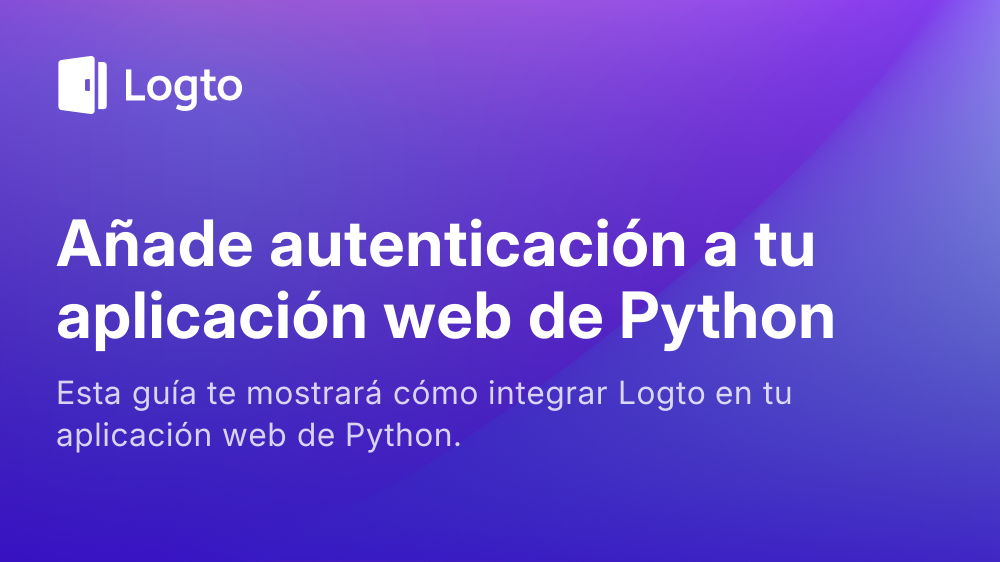 Logto
Añade autenticación a tu
aplicación web de Python
Esta guía te mostrará cómo integrar Logto en tu
aplicación web de Python.